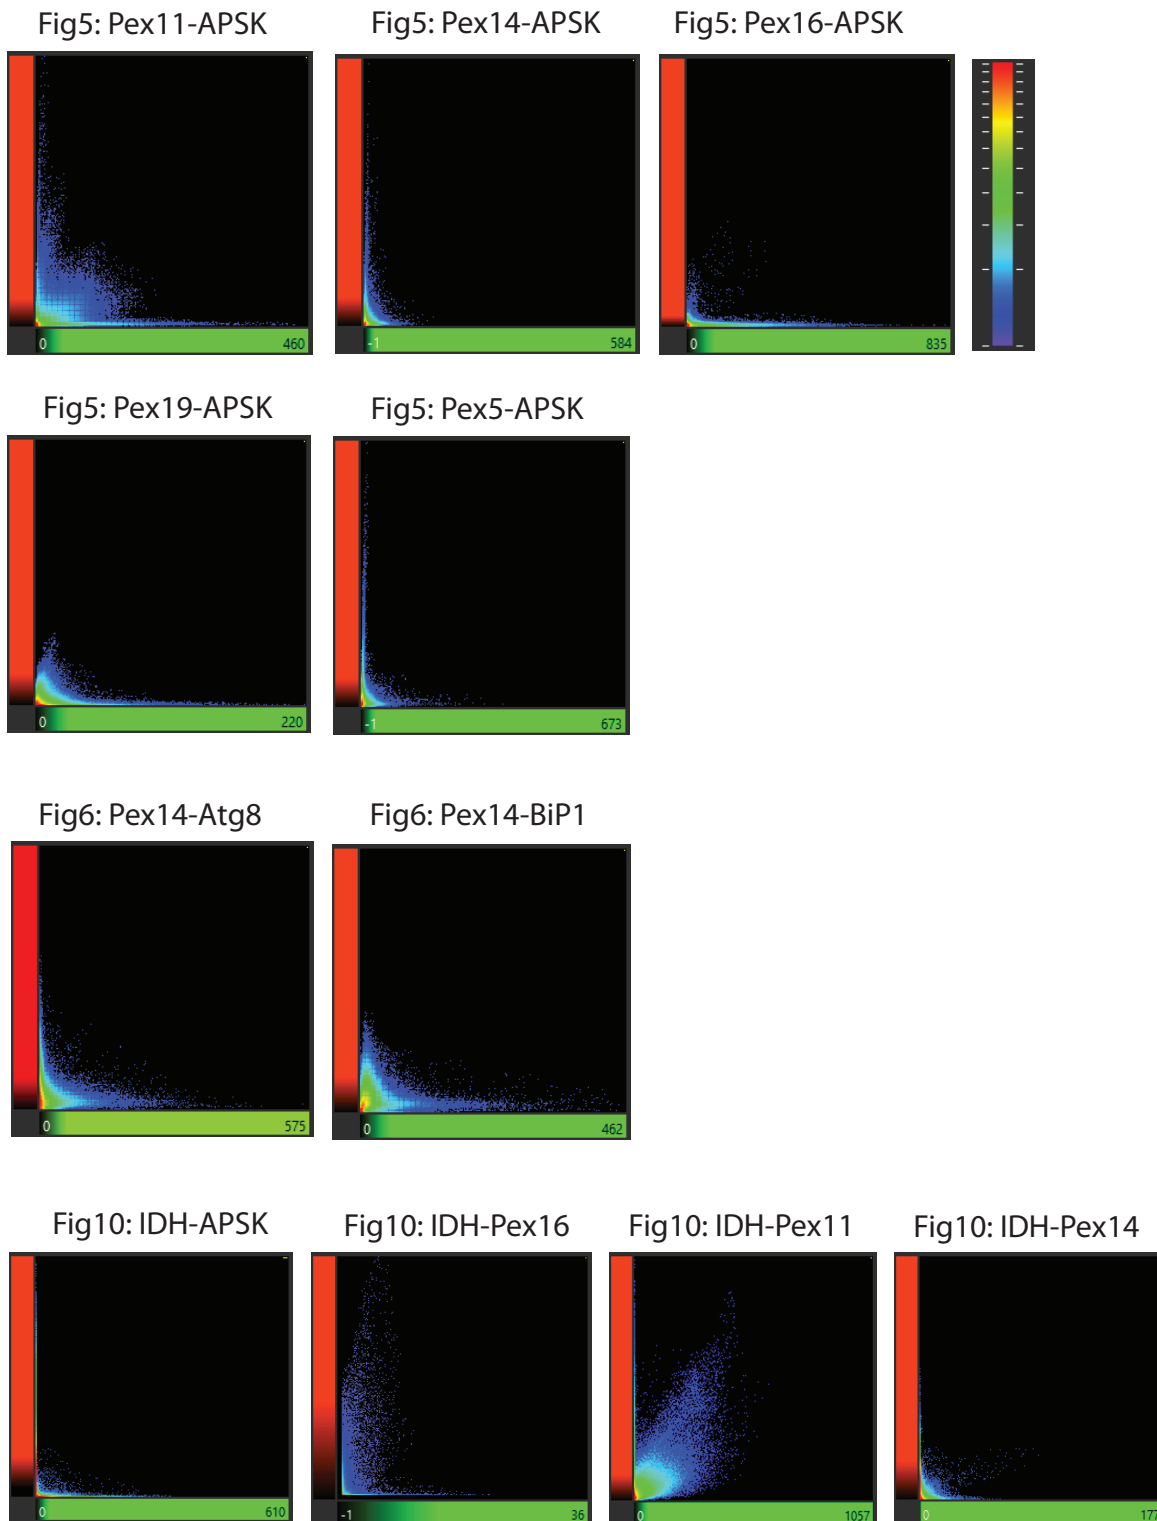 Fig5: Pex11-APSK Fig5: Pex14-APSK Fig5: Pex16-APSK
0 460 -1 584 0 835
Fig5: Pex19-APSK Fig5: Pex5-APSK
0 220 -1 673
Fig6: Pex14-Atg8 Fig6: Pex14-BiP1
0 575 0 462
Fig10: IDH-APSK Fig10: IDH-Pex16 Fig10: IDH-Pex11 Fig10: IDH-Pex14
0 610 -1 36 0 1057 0 177